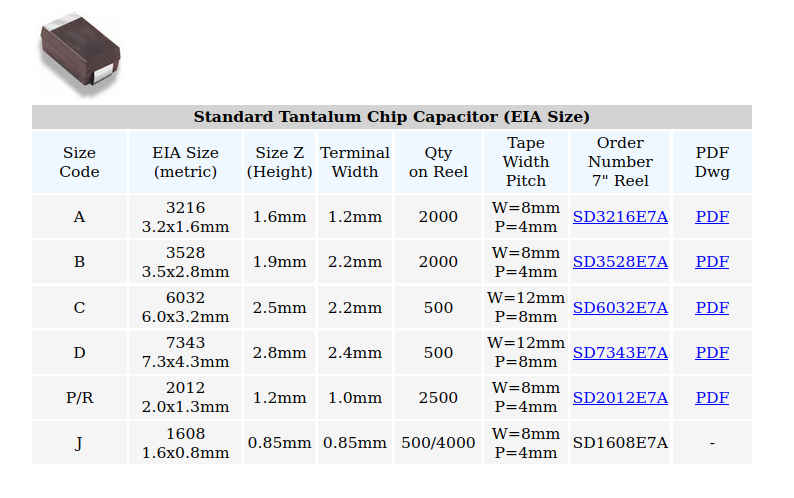 Standard Tantalum Chip Capacitor (EIA Size)
Size Code EIA Size (metric) Size Z (Height) Terminal Width Qty on Reel Tape Width Pitch Order Number 7" Reel PDF Dwg
A 3216 3.2x1.6mm 1.6mm 1.2mm 2000 W=8mm P=4mm SD3216E7A PDF
B 3528 3.5x2.8mm 1.9mm 2.2mm 2000 W=8mm P=4mm SD3528E7A PDF
C 6032 6.0x3.2mm 2.5mm 2.2mm 500 W=12mm P=8mm SD6032E7A PDF
D 7343 7.3x4.3mm 2.8mm 2.4mm 500 W=12mm P=8mm SD7343E7A PDF
P/R 2012 2.0x1.3mm 1.2mm 1.0mm 2500 W=8mm P=4mm SD2012E7A PDF
J 1608 1.6x0.8mm 0.85mm 0.85mm 500/4000 W=8mm P=4mm SD1608E7A -